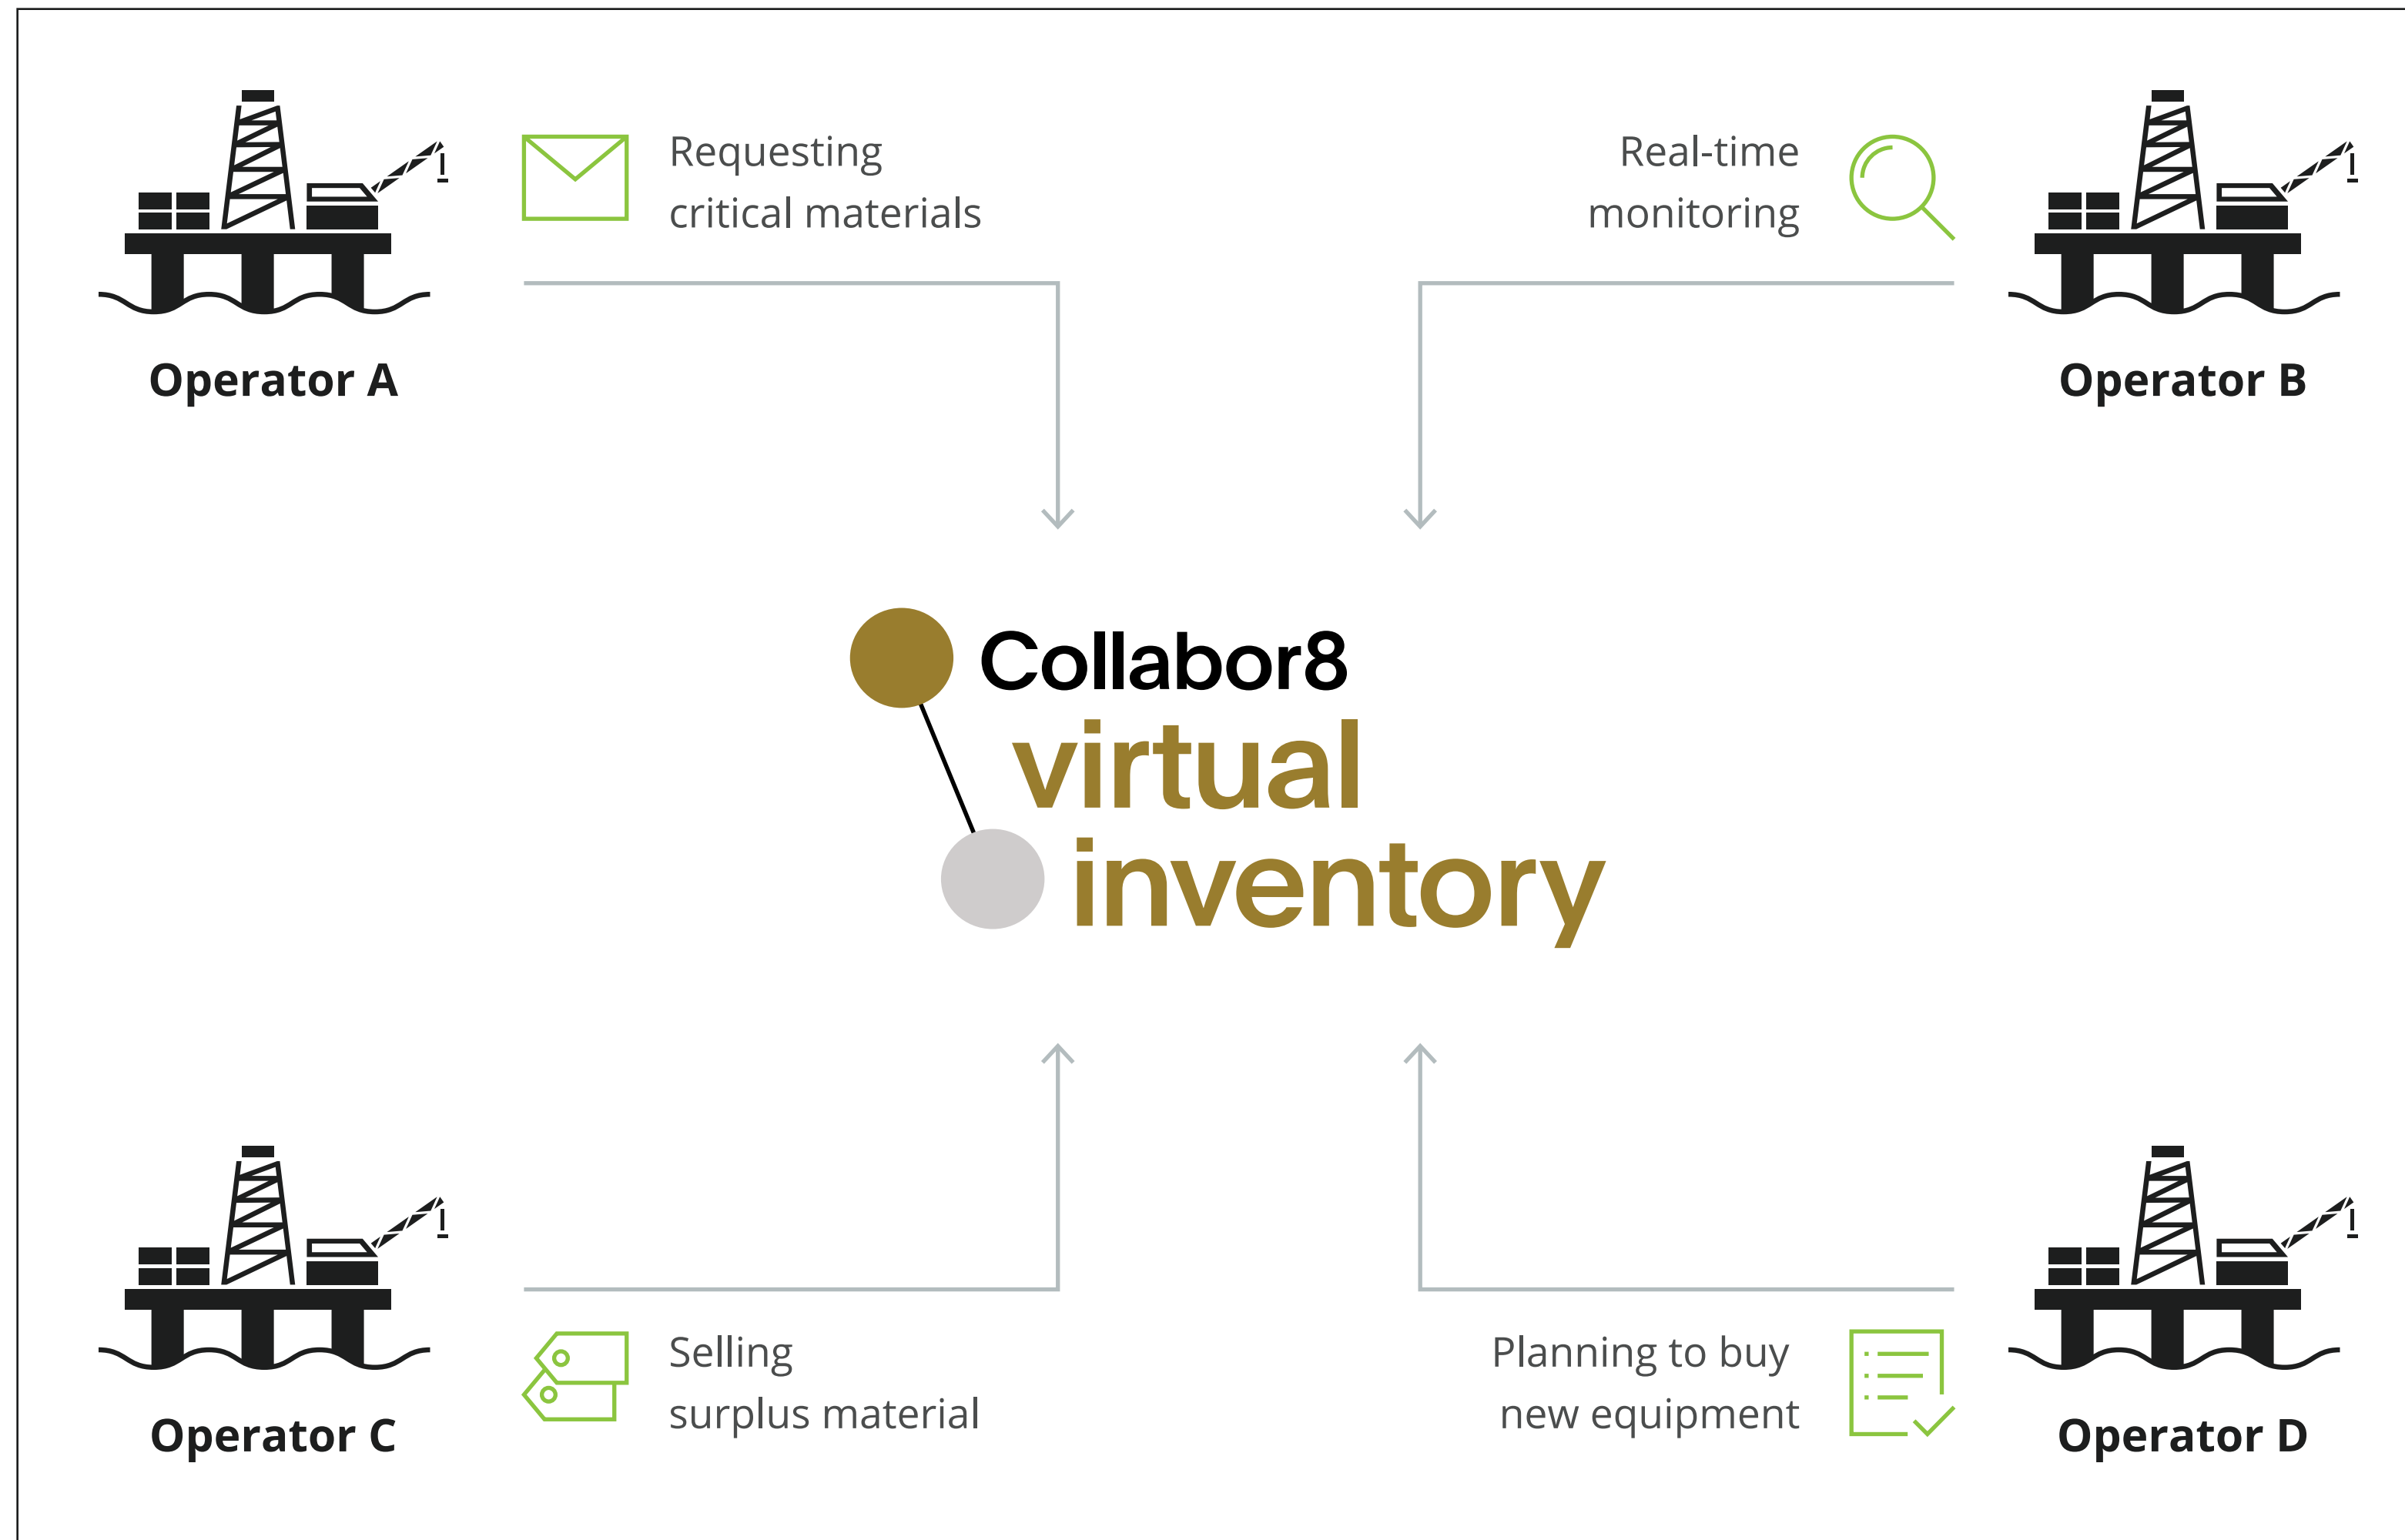 Requesting
critical materials
Operator A
Real-time
monitoring
Operator B
Collabor8
virtual
inventory
Operator C
Selling
surplus material
Planning to buy
new equipment
Operator D